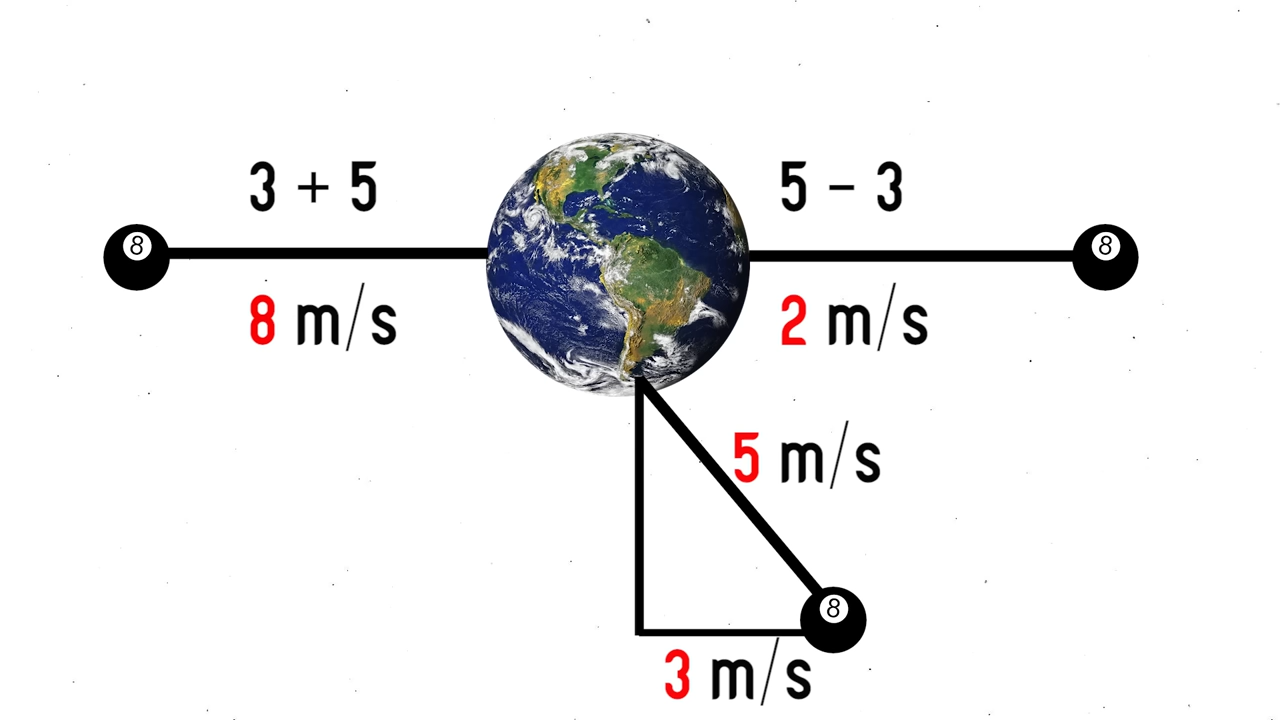 3 + 5
5 – 3
8
8
8 m/s
2 m/s
5 m/s
8
3 m/s